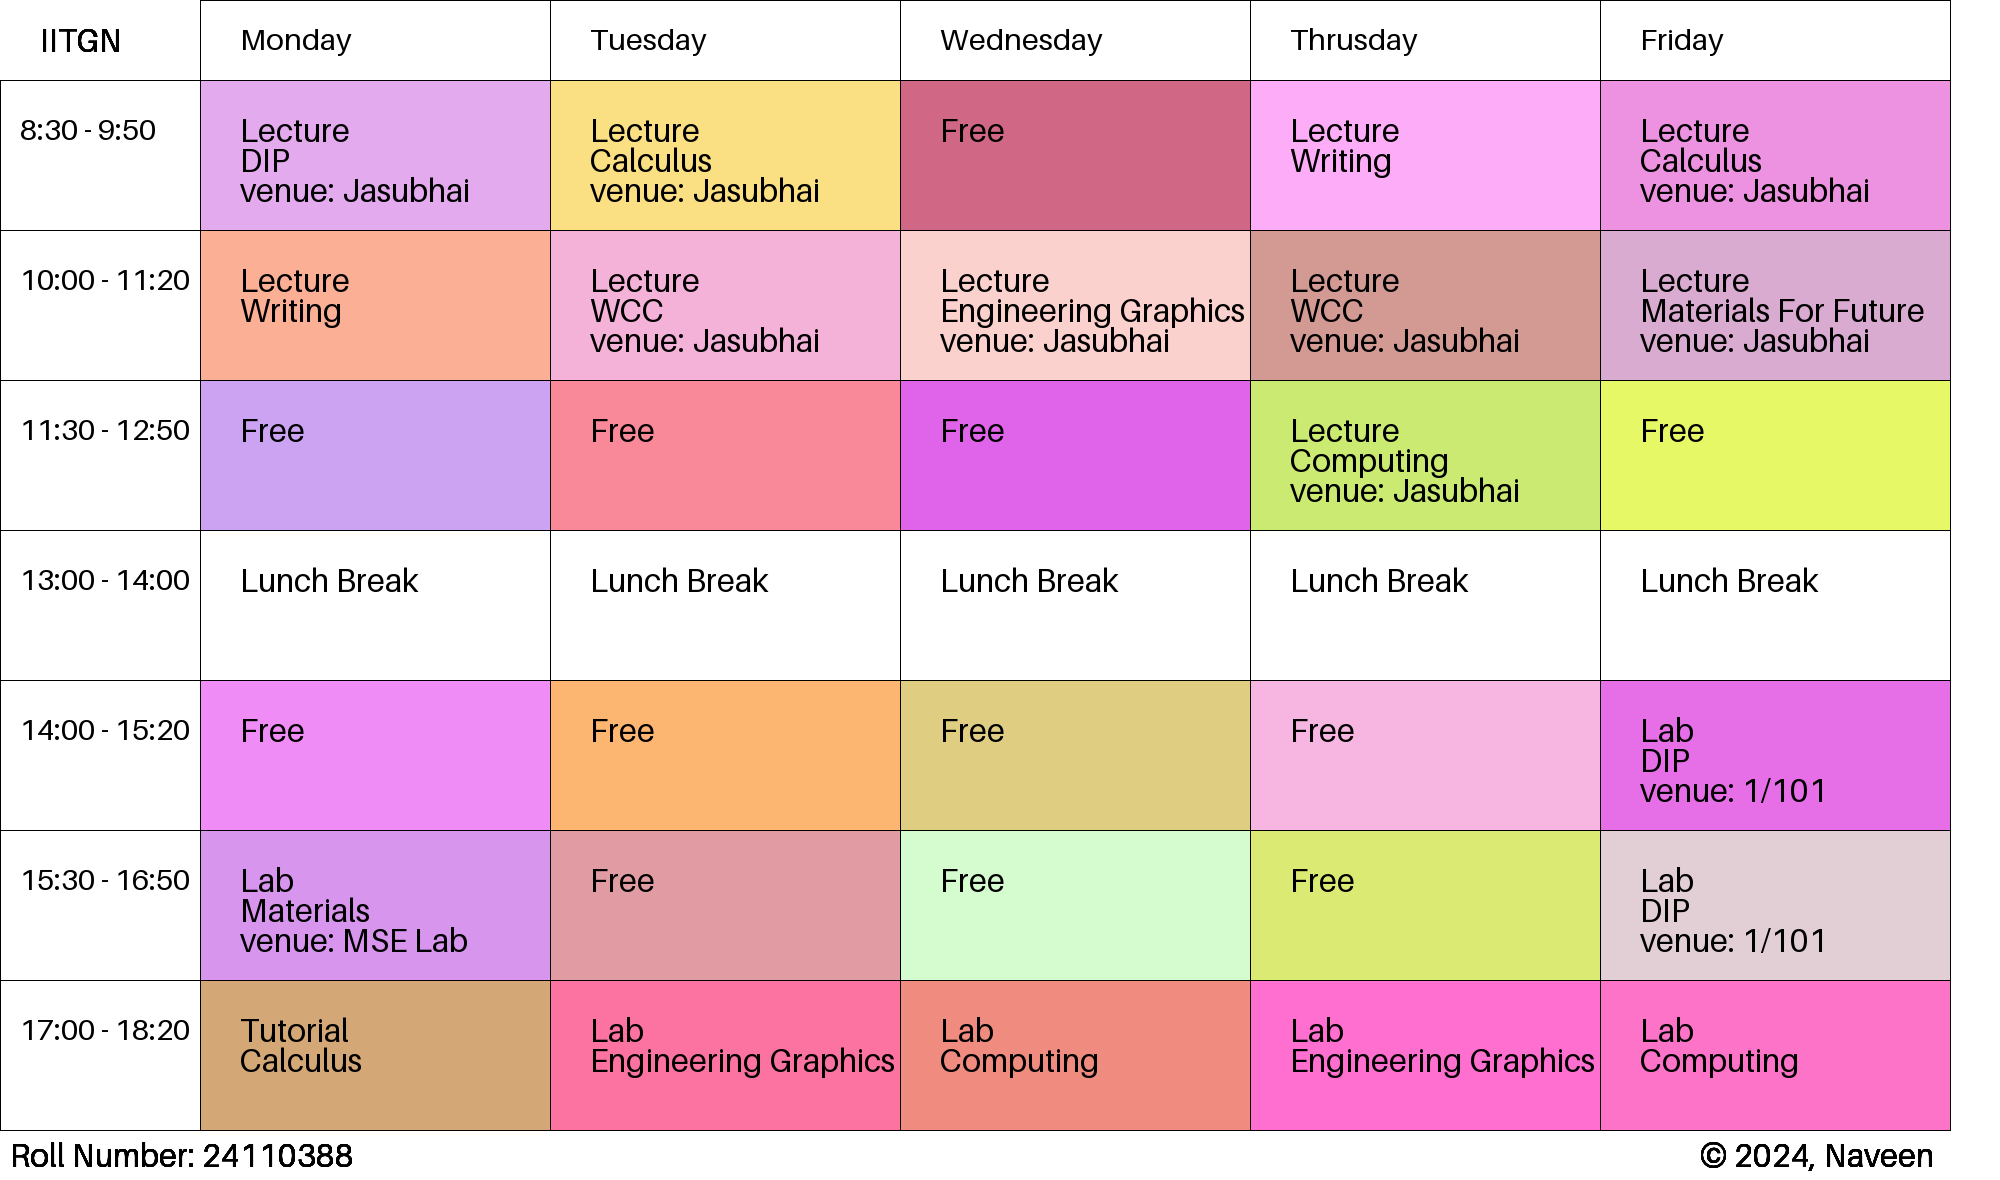 IITGN
Monday
Tuesday
Wednesday
Thrusday
Friday
8:30 - 9:50
Lecture
DIP
venue: Jasubhai
Lecture
Calculus
venue: Jasubhai
Free
Lecture
Writing
Lecture
Calculus
venue: Jasubhai
10:00 - 11:20
Lecture
Writing
Lecture
WCC
venue: Jasubhai
Lecture
Engineering Graphics
venue: Jasubhai
Lecture
WCC
venue: Jasubhai
Lecture
Materials For Future
venue: Jasubhai
11:30 - 12:50
Free
Free
Free
Lecture
Computing
venue: Jasubhai
Free
13:00 - 14:00
Lunch Break
Lunch Break
Lunch Break
Lunch Break
Lunch Break
14:00 - 15:20
Free
Free
Free
Free
Lab
DIP
venue: 1/101
15:30 - 16:50
Lab
Materials
venue: MSE Lab
Free
Free
Free
Lab
DIP
venue: 1/101
17:00 - 18:20
Tutorial
Calculus
Lab
Engineering Graphics
Lab
Computing
Lab
Engineering Graphics
Lab
Computing
Roll Number: 24110388
© 2024, Naveen